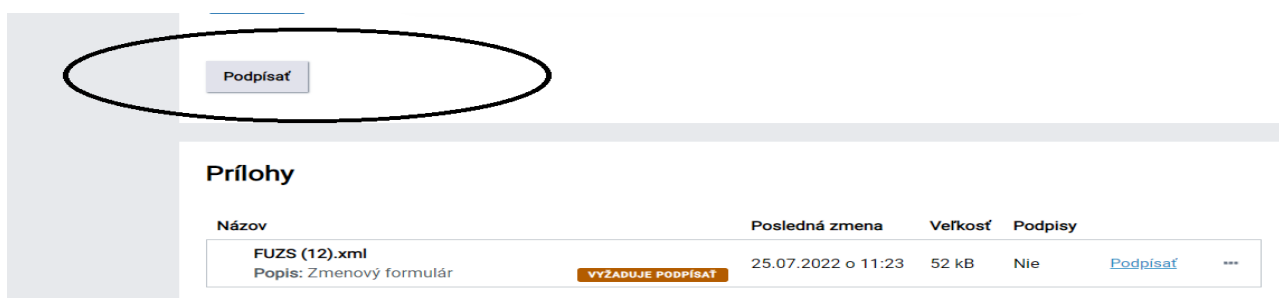 Podpísať
Prílohy
Názov Posledná zmena Veľkosť Podpisy
FUZS (12).xml
Popis: Zmenový formulár VYŽADUJE PODPÍSAŤ 25.07.2022 o 11:23 52 kB Nie Podpísať •••